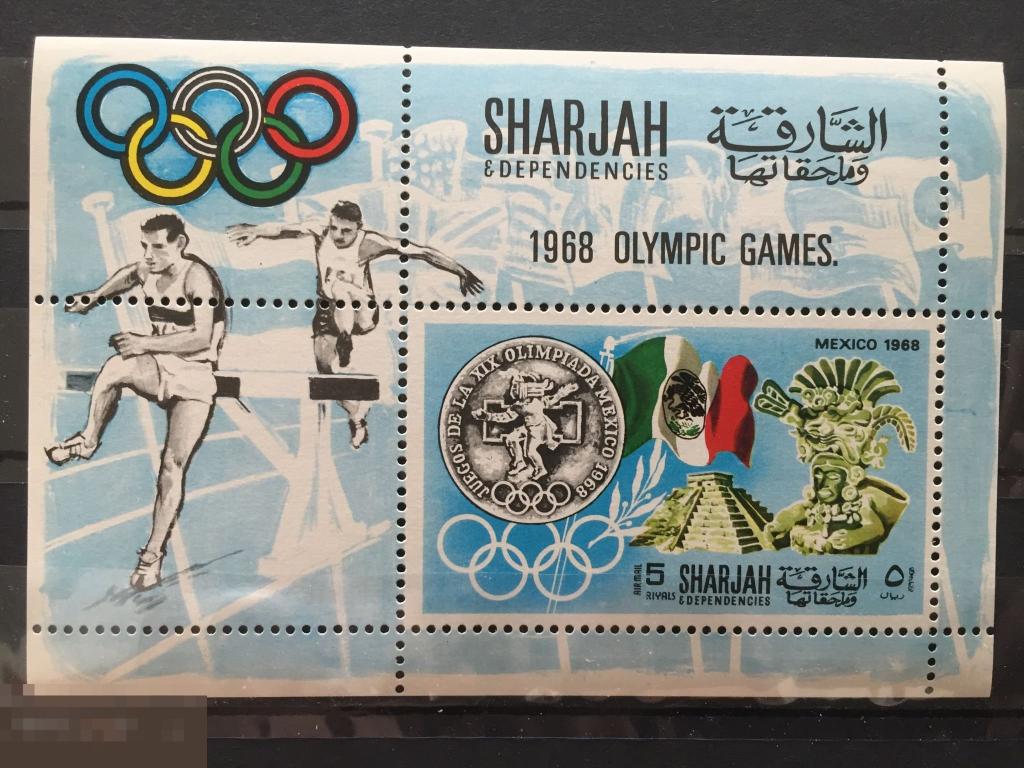 SHARJAH
& DEPENDENCIES
الشارقة
وملحقاتها
1968 OLYMPIC GAMES.
MEXICO 1968
JUEGOS DE LA XIX OLIMPIADA MEXICO 1968
AIRMAIL
5
RIYALS
SHARJAH
& DEPENDENCIES
الشارقة
وملحقاتها
٥
ريال